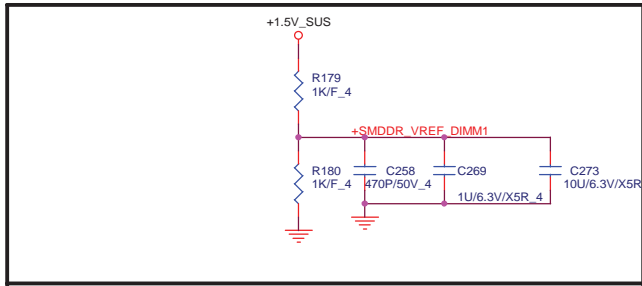 +1.5V_SUS
R179
1K/F_4
+SMDDR_VREF_DIMM1
R180
1K/F_4
C258
470P/50V_4
C269
1U/6.3V/X5R_4
C273
10U/6.3V/X5R